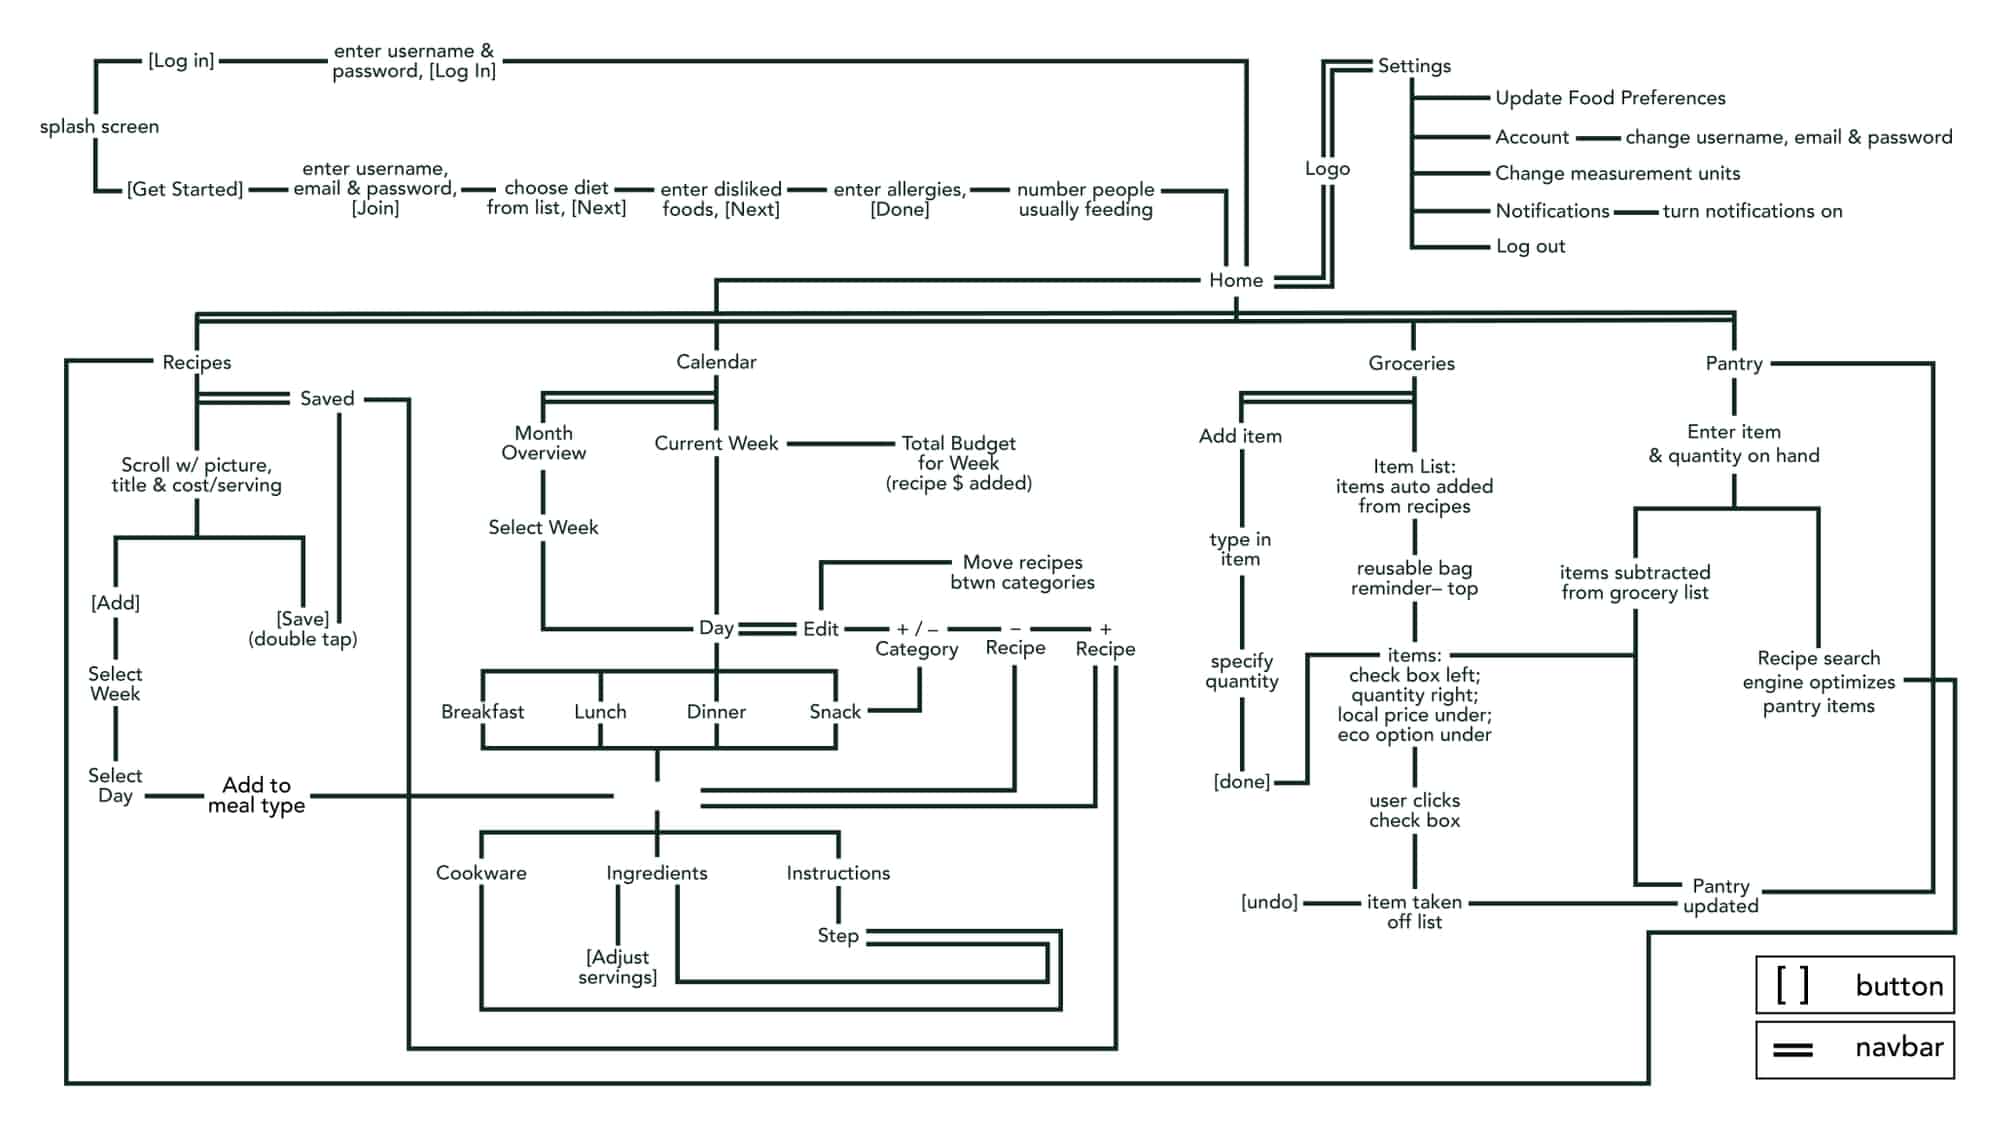 [Log in]
enter username &
password, [Log In]
splash screen
[Get Started]
enter username,
email & password,
[Join]
choose diet
from list, [Next]
enter disliked
foods, [Next]
enter allergies,
[Done]
number people
usually feeding
Settings
Update Food Preferences
Account
change username, email & password
Change measurement units
Notifications
turn notifications on
Log out
Logo
Home
Recipes
Saved
Scroll w/ picture,
title & cost/serving
[Add]
[Save]
(double tap)
Select
Week
Select
Day
Add to
meal type
Calendar
Month
Overview
Current Week
Total Budget
for Week
(recipe $ added)
Select Week
Move recipes
btwn categories
Day
Edit
+ / –
Category
–
Recipe
+
Recipe
Breakfast
Lunch
Dinner
Snack
Cookware
Ingredients
Instructions
Step
[Adjust
servings]
Groceries
Add item
type in
item
specify
quantity
[done]
Item List:
items auto added
from recipes
reusable bag
reminder– top
items:
check box left;
quantity right;
local price under;
eco option under
user clicks
check box
[undo]
item taken
off list
Pantry
Enter item
& quantity on hand
items subtracted
from grocery list
Recipe search
engine optimizes
pantry items
Pantry
updated
[ ] button
= navbar